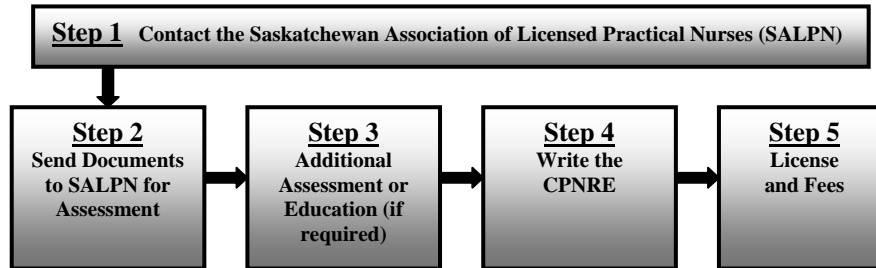 Step 1 Contact the Saskatchewan Association of Licensed Practical Nurses (SALPN)
Step 2
Send Documents
to SALPN for
Assessment
Step 3
Additional
Assessment or
Education (if
required)
Step 4
Write the
CPNRE
Step 5
License
and Fees